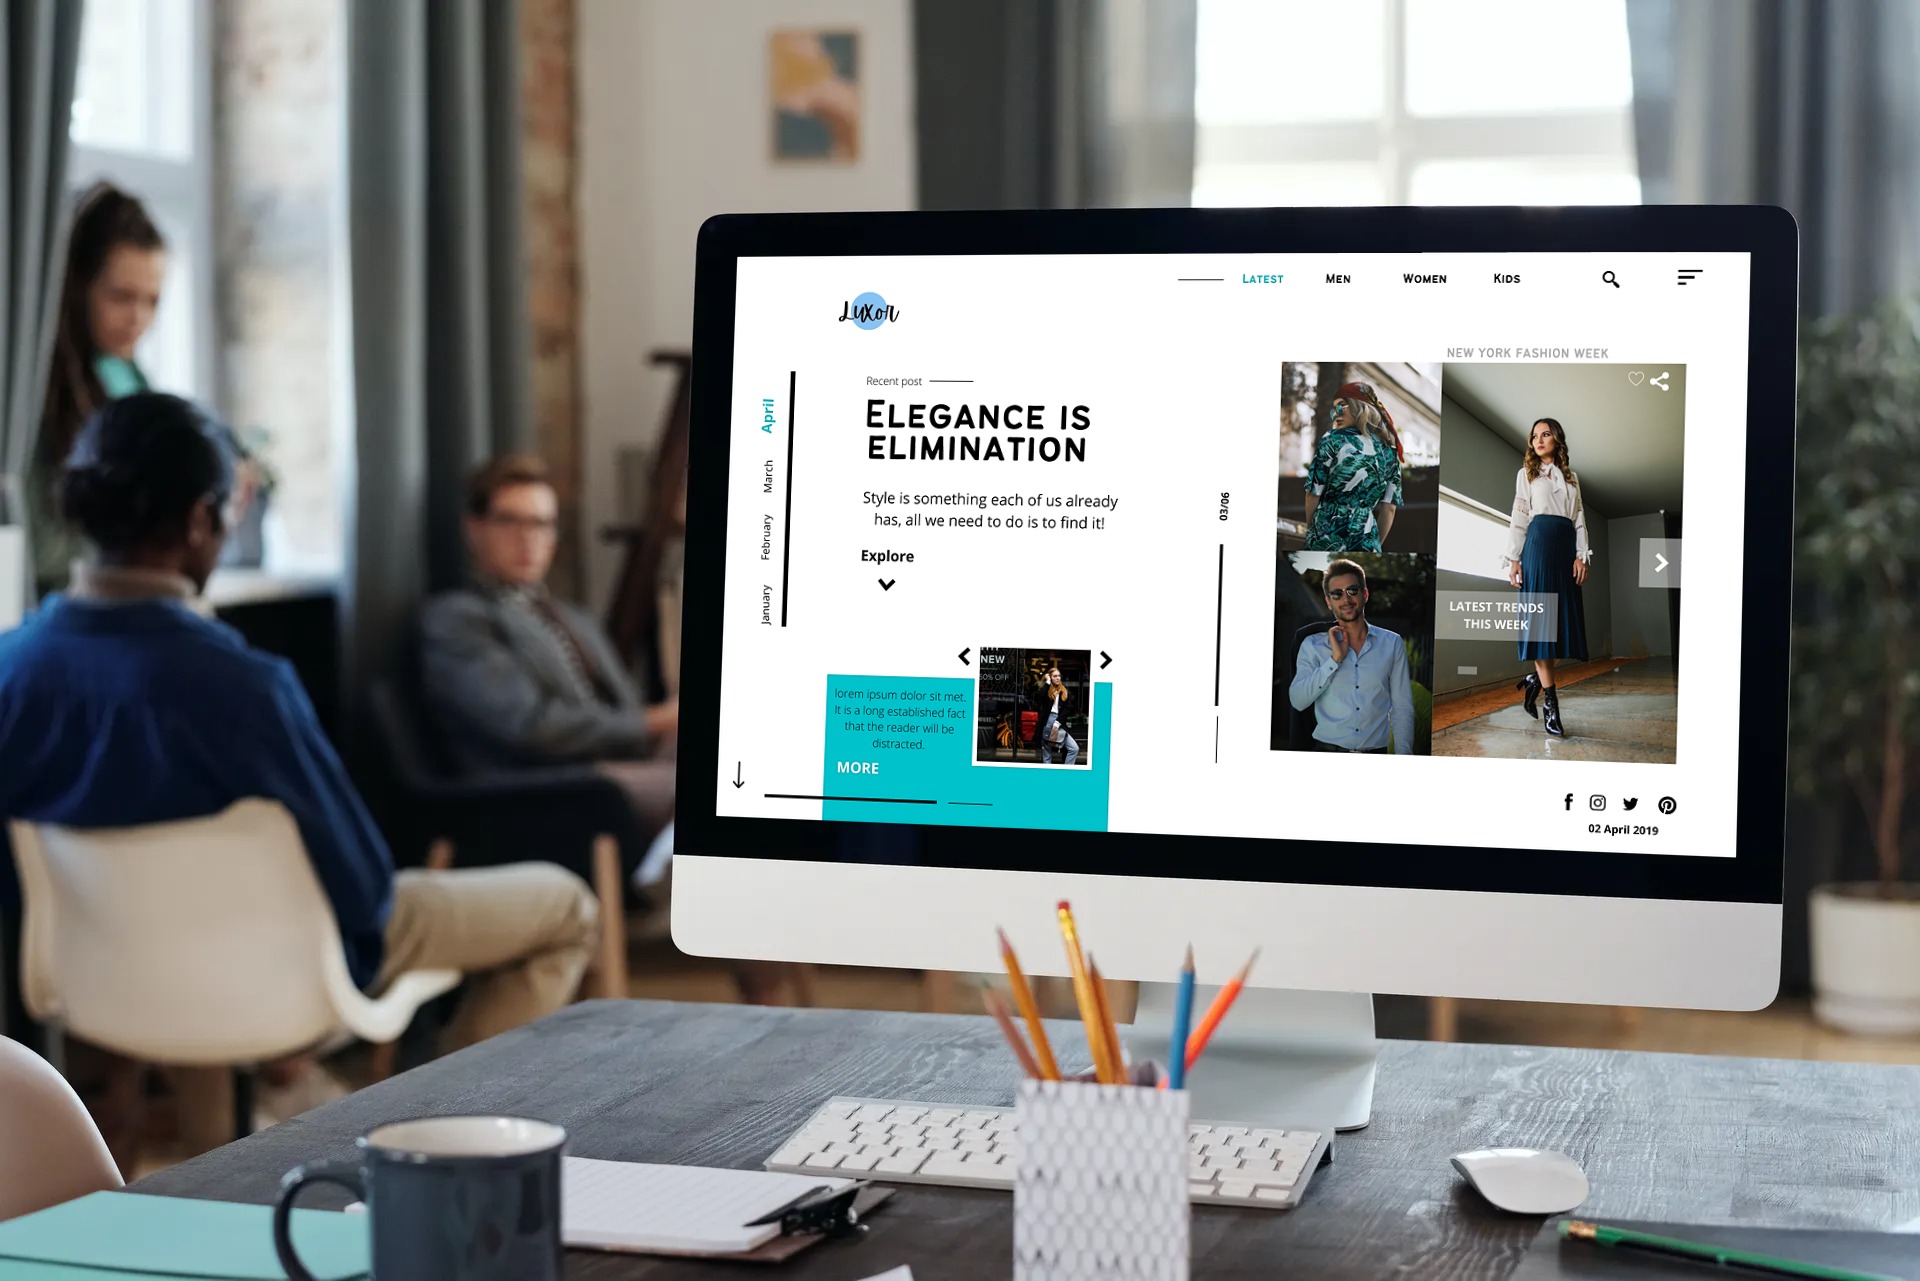 Latest
Men
Women
Kids
Luxor
NEW YORK FASHION WEEK
Recent post
Elegance is
elimination
Style is something each of us already
has, all we need to do is to find it!
Explore
April
March
February
January
03/06
LATEST TRENDS
THIS WEEK
NEW
50% OFF
lorem ipsum dolor sit met.
It is a long established fact
that the reader will be
distracted.
MORE
02 April 2019